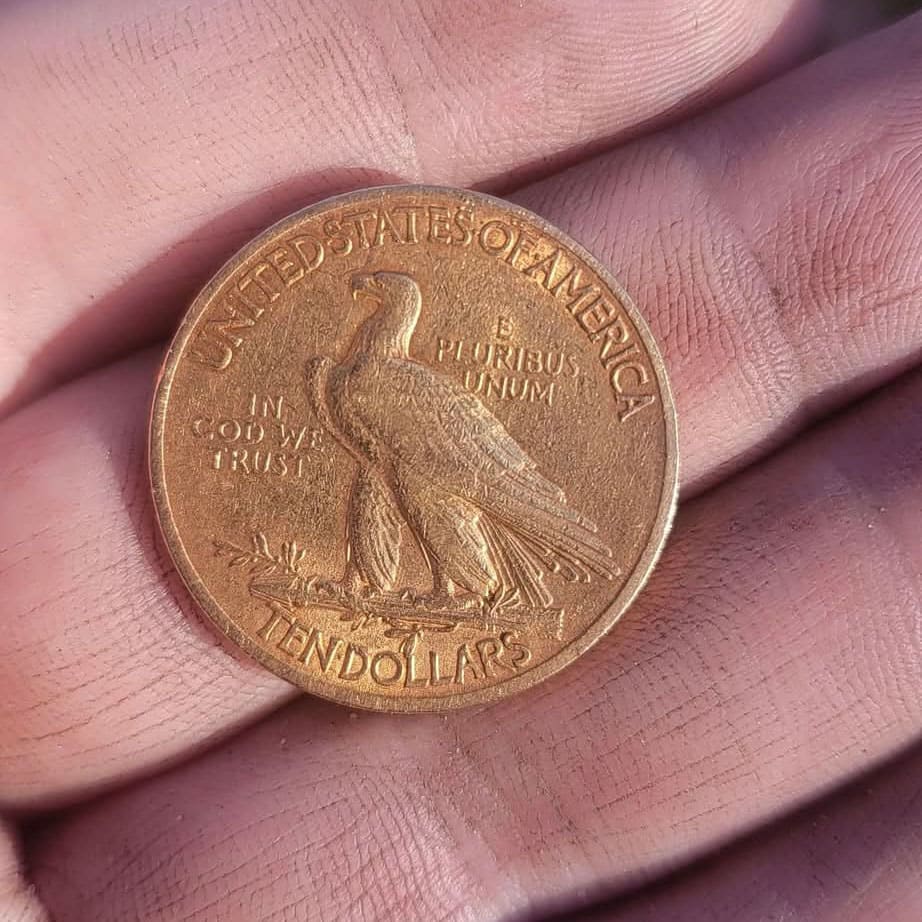 UNITED·STATES·OF·AMERICA
E
PLURIBUS
UNUM
IN
GOD WE
TRUST
TEN·DOLLARS